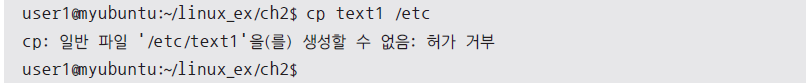 user1@myubuntu:~/linux_ex/ch2$ cp text1 /etc
cp: 일반 파일 '/etc/text1'을(를) 생성할 수 없음: 허가 거부
user1@myubuntu:~/linux_ex/ch2$